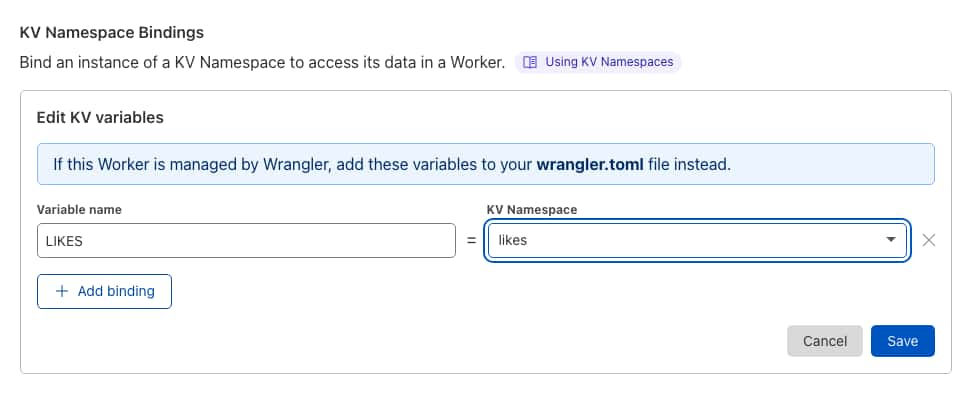 KV Namespace Bindings
Bind an instance of a KV Namespace to access its data in a Worker. Using KV Namespaces
Edit KV variables
If this Worker is managed by Wrangler, add these variables to your wrangler.toml file instead.
Variable name KV Namespace
LIKES = likes
+ Add binding
Cancel Save